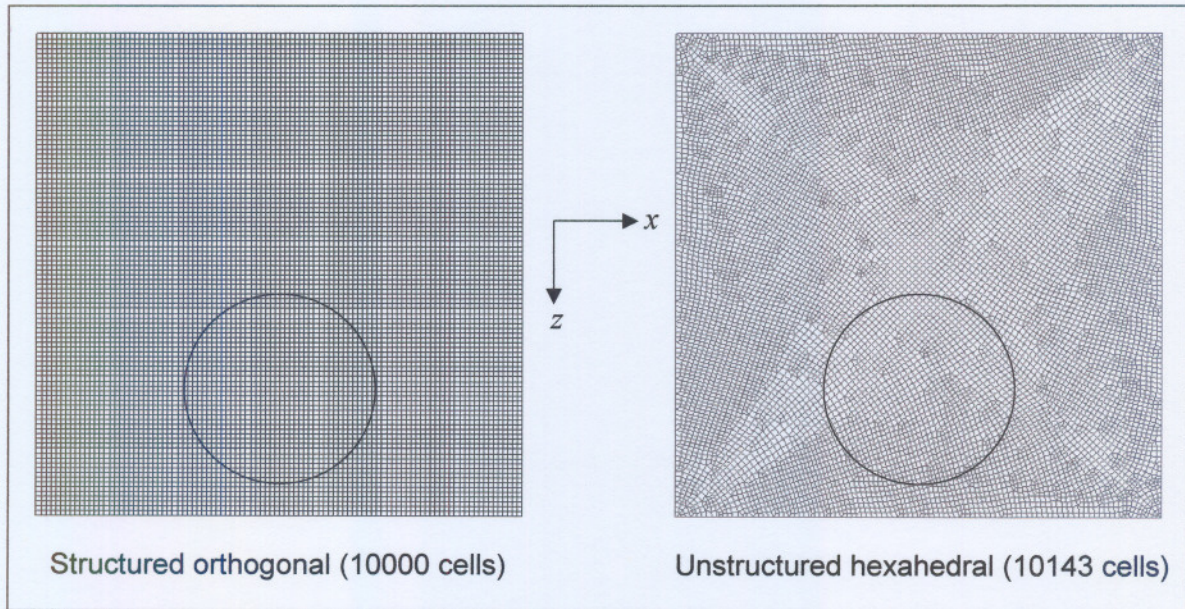 x
z
Structured orthogonal (10000 cells)
Unstructured hexahedral (10143 cells)